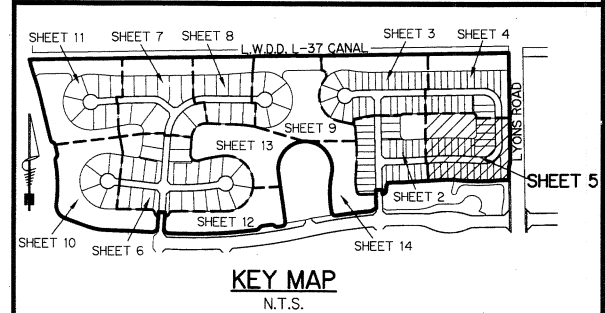 SHEET 11
SHEET 7
SHEET 8
L.W.D.D. L-37 CANAL
SHEET 3
SHEET 4
LYONS ROAD
SHEET 9
SHEET 13
SHEET 5
SHEET 2
SHEET 10
SHEET 6
SHEET 12
SHEET 14
KEY MAP
N.T.S.